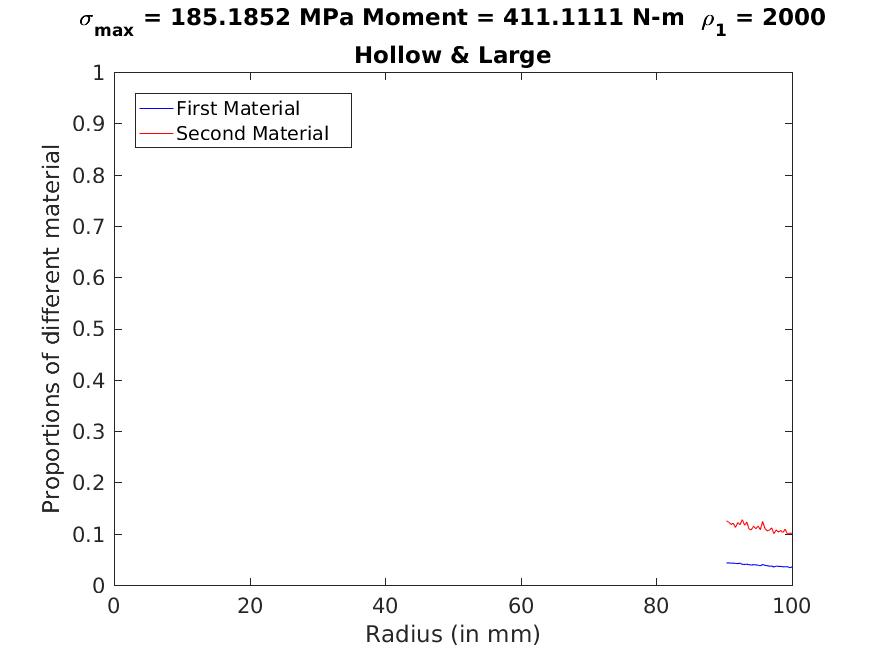 σmax = 185.1852 MPa Moment = 411.1111 N-m ρ1 = 2000
Hollow & Large
First Material
Second Material
Proportions of different material
1
0.9
0.8
0.7
0.6
0.5
0.4
0.3
0.2
0.1
0
0 20 40 60 80 100
Radius (in mm)